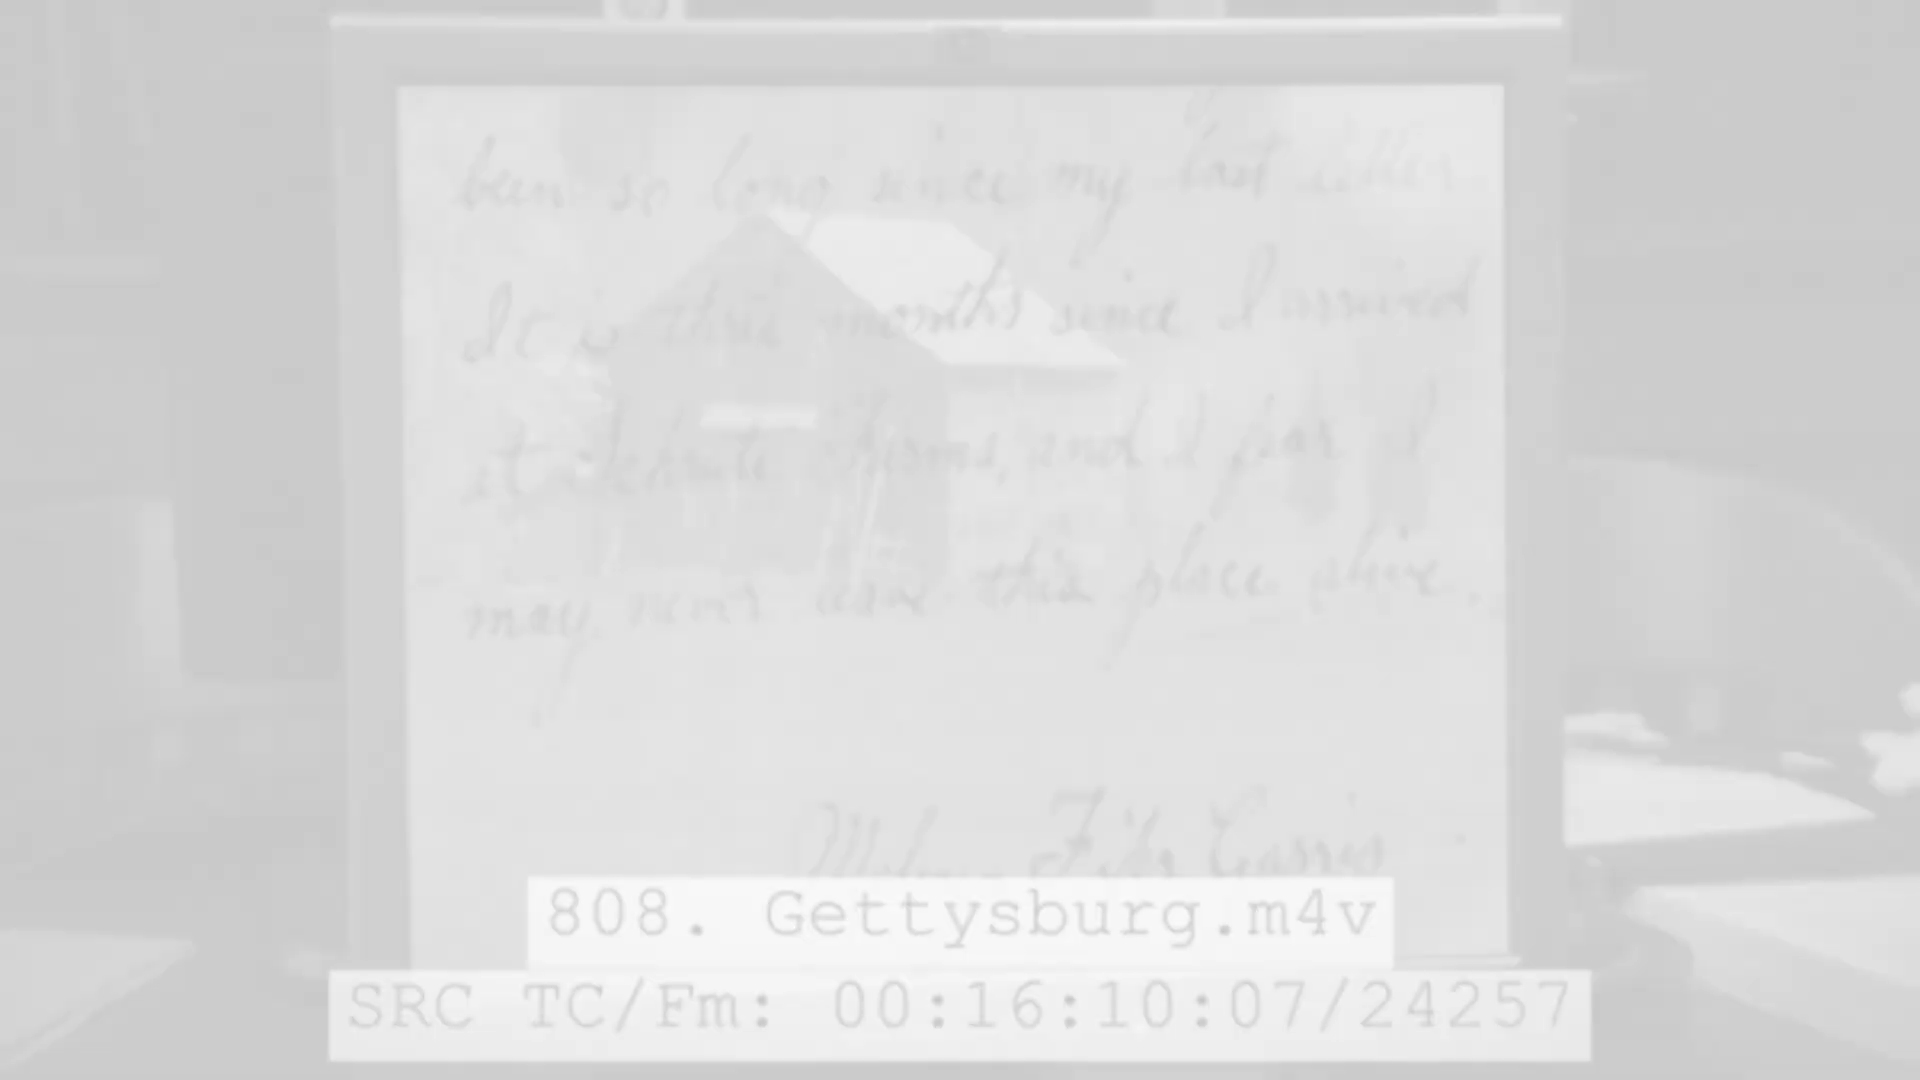 been so long since my last letter
It is three months since I arrived
at Schrute Farms, and I fear I
may never leave this place alive.
808. Gettysburg.m4v
SRC TC/Fm: 00:16:10:07/24257